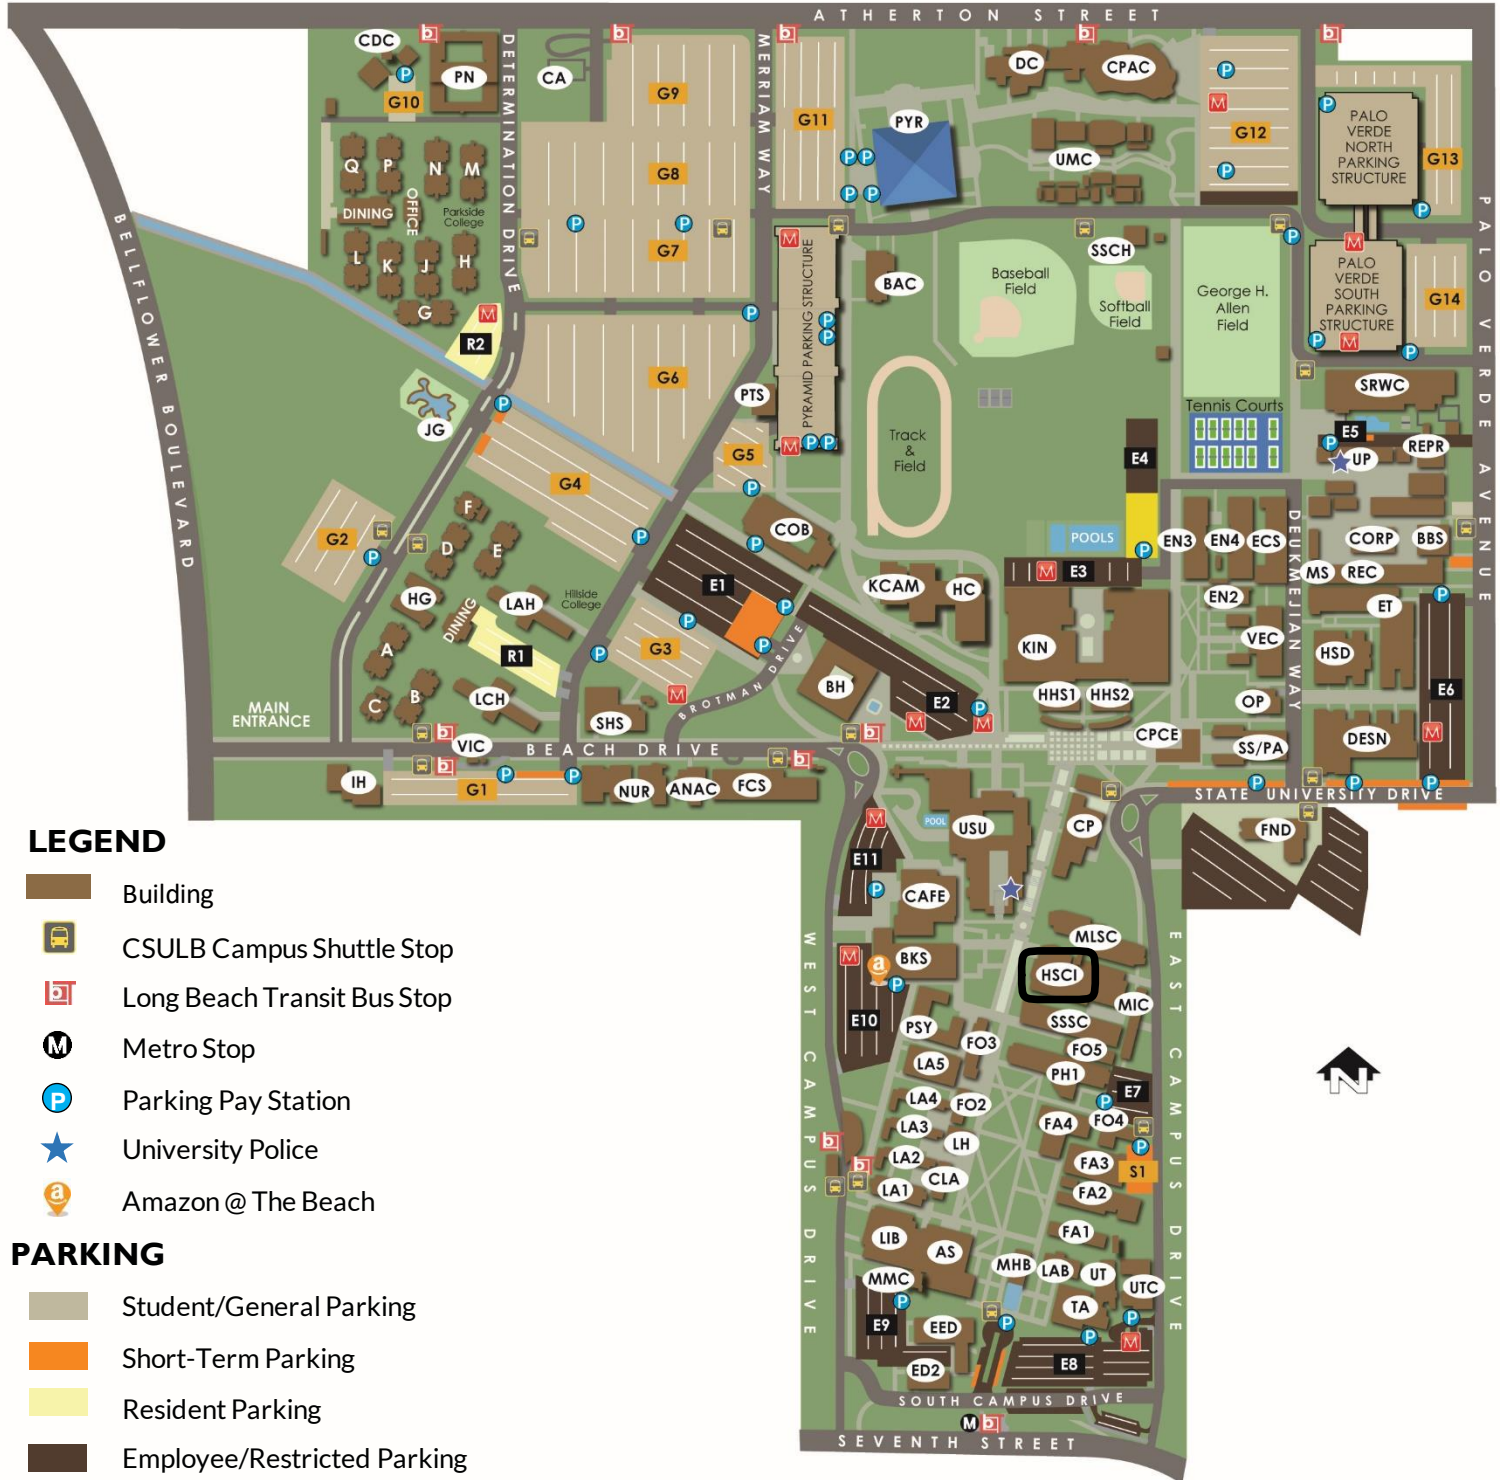 ATHERTON STREET
CDC
PN
G10
DETERMINATION DRIVE
CA
G9
G8
G7
MERRIAM WAY
G11
PYR
DC
CPAC
UMC
G12
PALO
VERDE
NORTH
PARKING
STRUCTURE
G13
Q
P
N
M
DINING
OFFICE
Parkside
College
L
K
J
H
G
R2
BELLFLOWER BOULEVARD
PALO VERDE AVENUE
PYRAMID PARKING STRUCTURE
BAC
Baseball
Field
SSCH
Softball
Field
George H.
Allen
Field
PALO
VERDE
SOUTH
PARKING
STRUCTURE
G14
G6
PTS
JG
SRWC
Tennis Courts
E5
UP
REPR
G5
G4
Track
&
Field
E4
G2
F
D
E
COB
POOLS
EN3
EN4
ECS
DEUKMEJIAN WAY
CORP
BBS
MS
REC
E3
E1
KCAM
HC
HG
LAH
DINING
Hillside
College
EN2
ET
R1
G3
A
VEC
HSD
KIN
BROTMAN DRIVE
BH
E2
HHS1
HHS2
OP
E6
C
B
LCH
SHS
MAIN
ENTRANCE
CPCE
SS/PA
DESN
VIC
BEACH DRIVE
IH
G1
NUR
ANAC
FCS
STATE UNIVERSITY DRIVE
POOL
USU
CP
FND
E11
CAFE
WEST CAMPUS DRIVE
EAST CAMPUS DRIVE
MLSC
BKS
a
HSCI
MIC
E10
PSY
SSSC
FO3
FO5
LA5
PH1
E7
LA4
FO2
FA4
FO4
LA3
LH
LA2
FA3
S1
CLA
LA1
FA2
LIB
AS
FA1
MHB
LAB
UT
UTC
MMC
TA
E9
EED
E8
ED2
SOUTH CAMPUS DRIVE
M
SEVENTH STREET
N
LEGEND
Building
CSULB Campus Shuttle Stop
Long Beach Transit Bus Stop
Metro Stop
Parking Pay Station
University Police
Amazon @ The Beach
PARKING
Student/General Parking
Short-Term Parking
Resident Parking
Employee/Restricted Parking